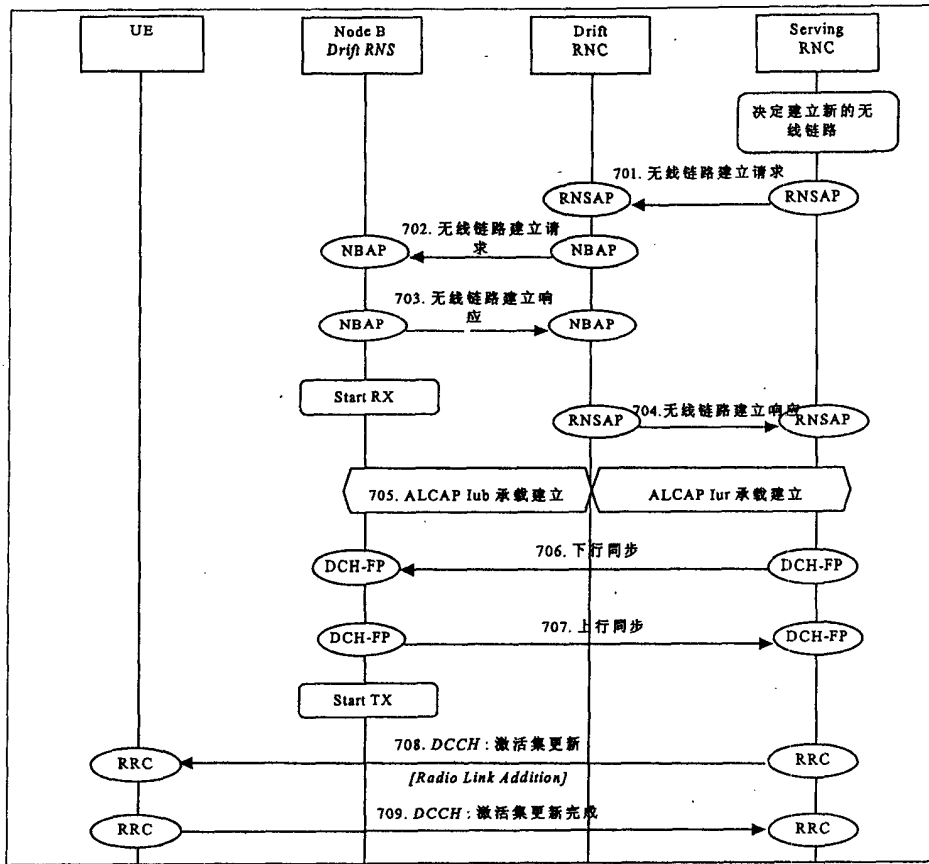 UE
Node B
Drift RNS
Drift
RNC
Serving
RNC
决定建立新的无
线链路
701. 无线链路建立请求
RNSAP
RNSAP
702. 无线链路建立请
求
NBAP
NBAP
703. 无线链路建立响
应
NBAP
NBAP
Start RX
704.无线链路建立响应
RNSAP
RNSAP
705. ALCAP Iub 承载建立
ALCAP Iur 承载建立
706. 下行同步
DCH-FP
DCH-FP
707. 上行同步
DCH-FP
DCH-FP
Start TX
708. DCCH : 激活集更新
RRC
RRC
[Radio Link Addition]
709. DCCH : 激活集更新完成
RRC
RRC